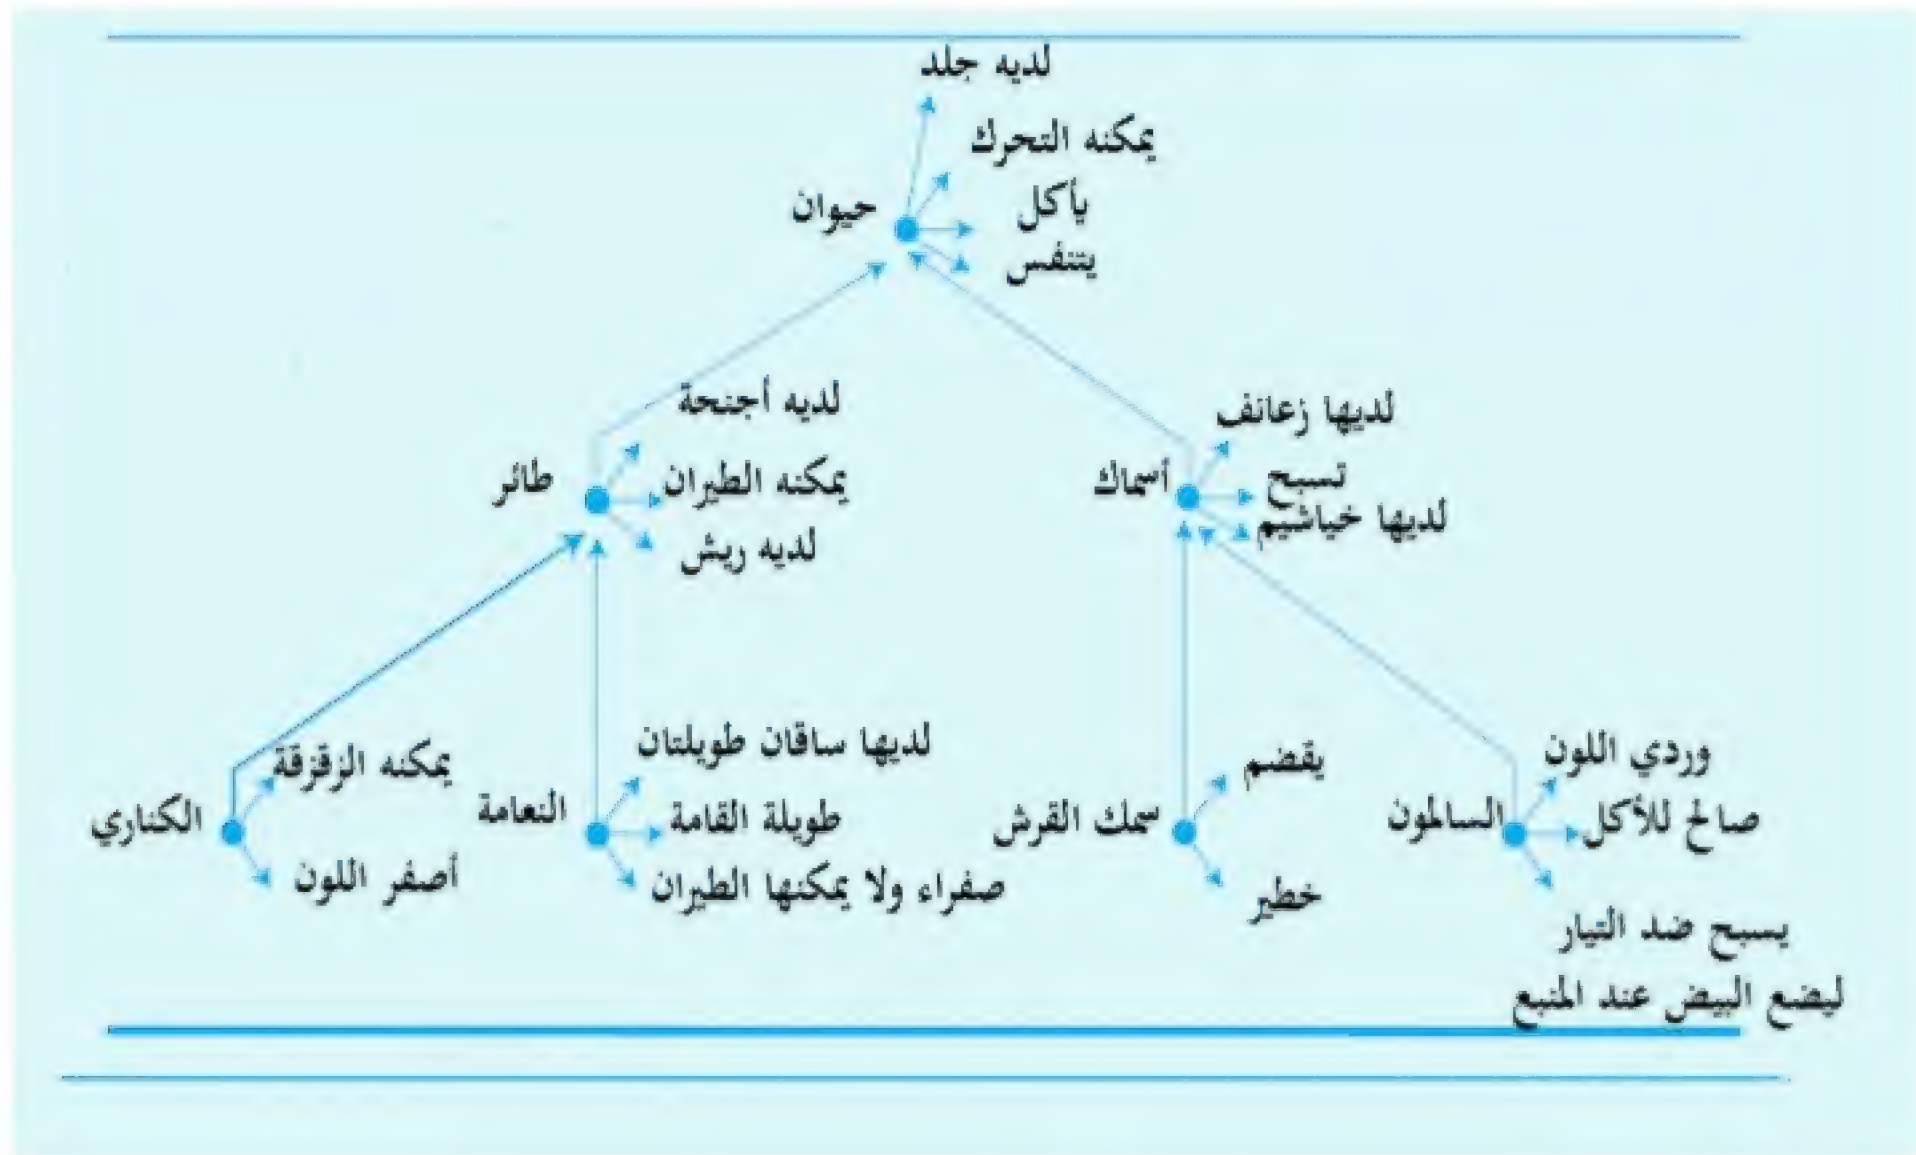 لديه جلد
يمكنه التحرك
حيوان
يأكل
يتنفس
لديه أجنحة
طائر
يمكنه الطيران
لديه ريش
لديها زعانف
أسماك
تسبح
لديها خياشيم
يمكنه الزقزقة
الكناري
أصفر اللون
لديها ساقان طويلتان
النعامة
طويلة القامة
صفراء ولا يمكنها الطيران
يقضم
سمك القرش
خطير
وردي اللون
السالمون
صالح للأكل
يسبح ضد التيار
ليضع البيض عند المنبع